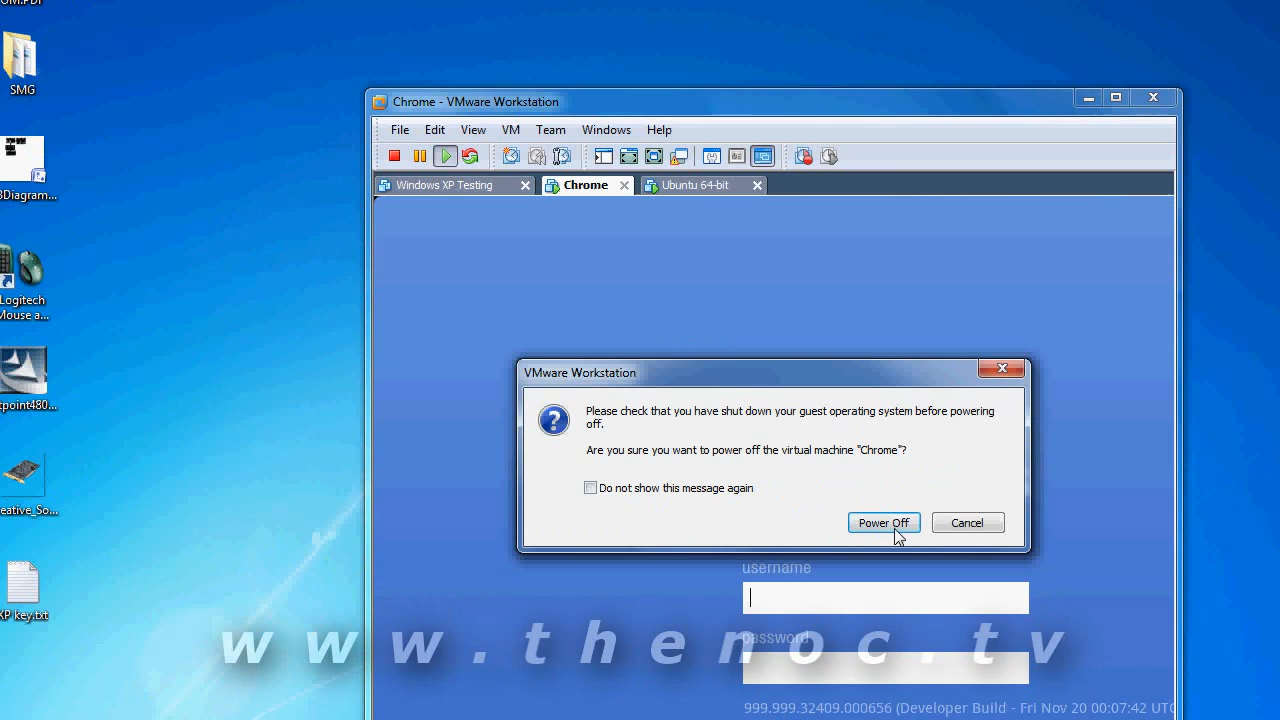 OM.PDF
SMG
3Diagram...
Logitech
Mouse a...
tpoint480...
eative_So...
XP key.txt
Chrome - VMware Workstation
File Edit View VM Team Windows Help
Windows XP Testing Chrome Ubuntu 64-bit
VMware Workstation
Please check that you have shut down your guest operating system before powering
off.
Are you sure you want to power off the virtual machine "Chrome"?
Do not show this message again
Power Off Cancel
username
password
www.thenoc.tv
999.999.32409.000656 (Developer Build - Fri Nov 20 00:07:42 UTC